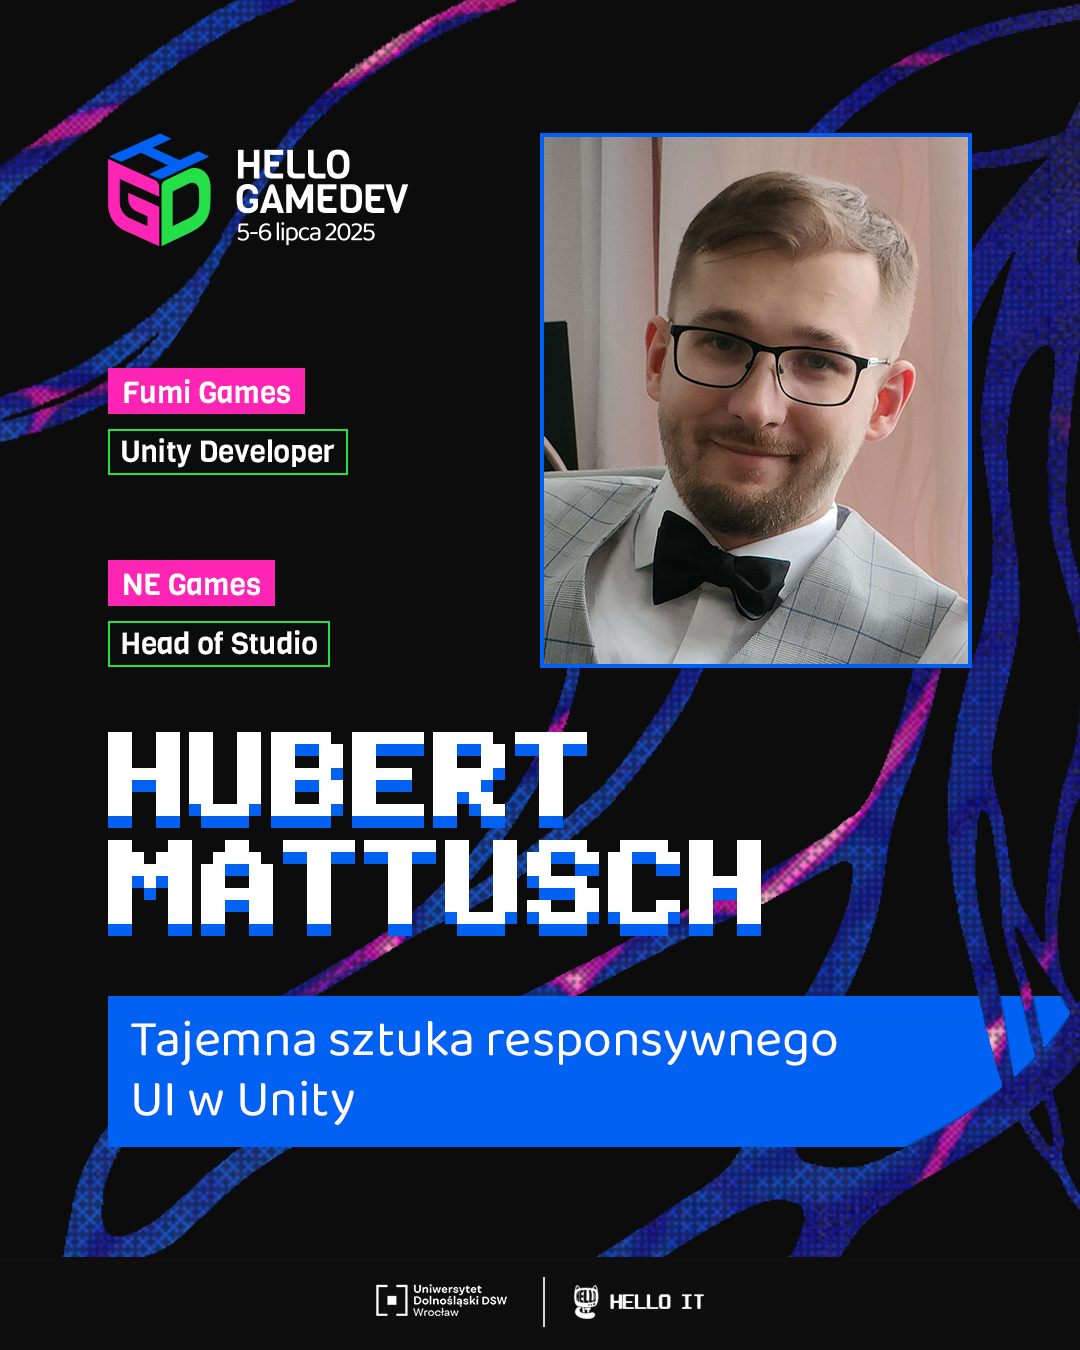 HELLO
GAMEDEV
5-6 lipca 2025
Fumi Games
Unity Developer
NE Games
Head of Studio
HUBERT
MATTUSCH
Tajemna sztuka responsywnego
UI w Unity
Uniwersytet
Dolnośląski DSW
Wrocław
HELLO IT